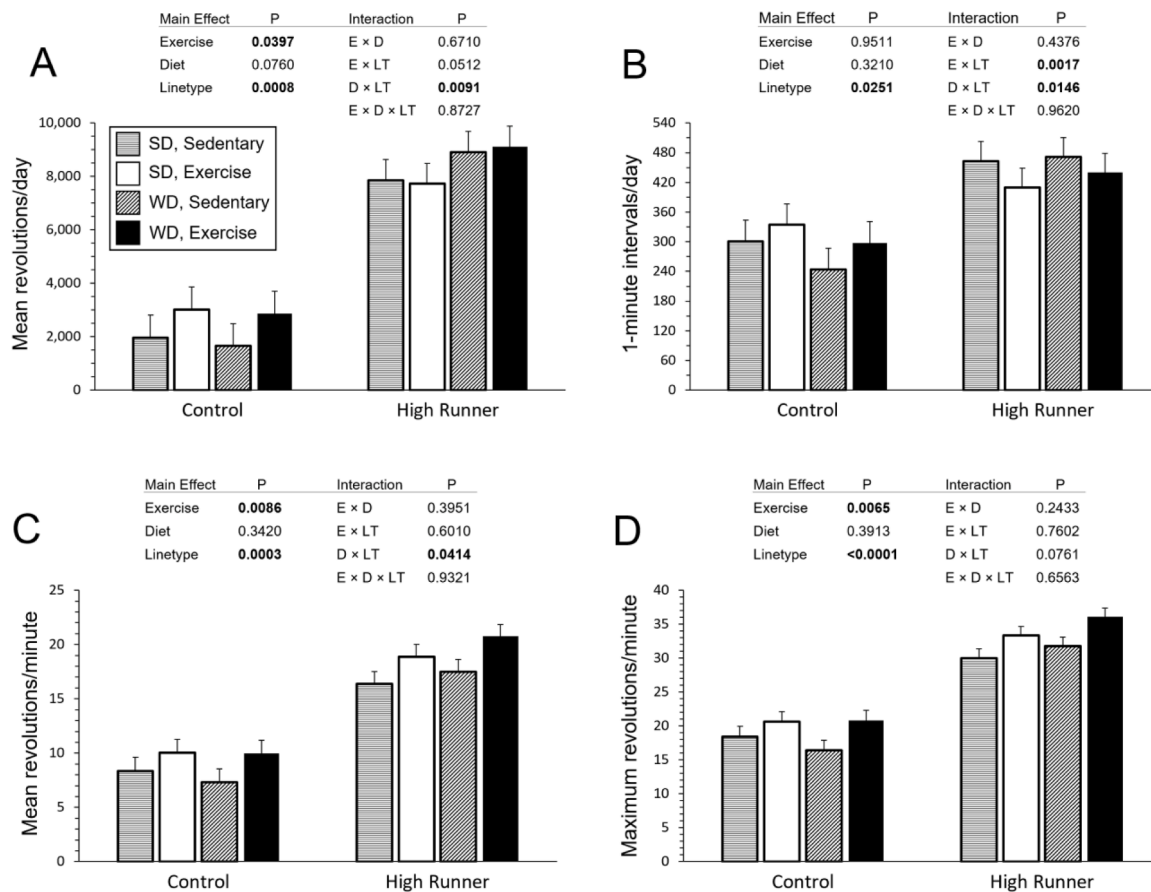 Main Effect P Interaction P
Exercise 0.0397 E × D 0.6710
Diet 0.0760 E × LT 0.0512
Linetype 0.0008 D × LT 0.0091
E × D × LT 0.8727
A
Mean revolutions/day
10,000
8,000
6,000
4,000
2,000
0
SD, Sedentary
SD, Exercise
WD, Sedentary
WD, Exercise
Control High Runner
Main Effect P Interaction P
Exercise 0.9511 E × D 0.4376
Diet 0.3210 E × LT 0.0017
Linetype 0.0251 D × LT 0.0146
E × D × LT 0.9620
B
1-minute intervals/day
540
480
420
360
300
240
180
120
60
0
Control High Runner
Main Effect P Interaction P
Exercise 0.0086 E × D 0.3951
Diet 0.3420 E × LT 0.6010
Linetype 0.0003 D × LT 0.0414
E × D × LT 0.9321
C
Mean revolutions/minute
25
20
15
10
5
0
Control High Runner
Main Effect P Interaction P
Exercise 0.0065 E × D 0.2433
Diet 0.3913 E × LT 0.7602
Linetype <0.0001 D × LT 0.0761
E × D × LT 0.6563
D
Maximum revolutions/minute
40
35
30
25
20
15
10
5
0
Control High Runner